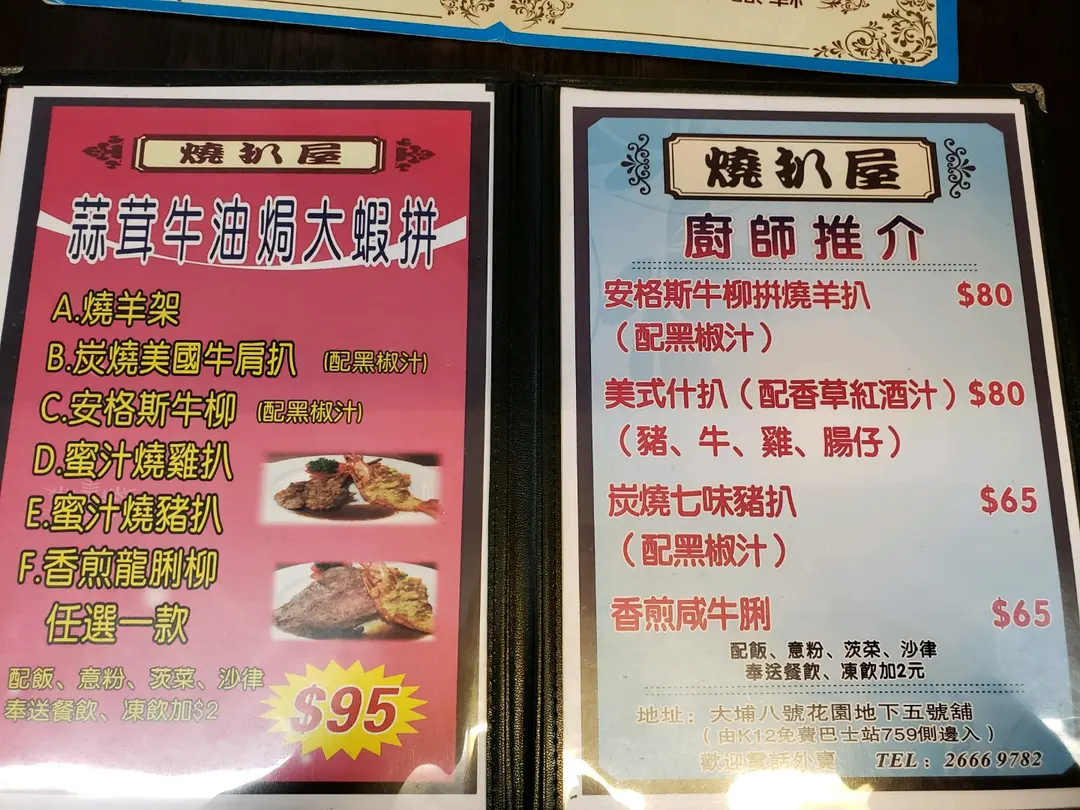 燒扒屋
蒜茸牛油焗大蝦拼
A.燒羊架
B.炭燒美國牛肩扒 (配黑椒汁)
C.安格斯牛柳 (配黑椒汁)
D.蜜汁燒雞扒
E.蜜汁燒豬扒
F.香煎龍脷柳
任選一款
配飯、意粉、茨菜、沙律
奉送餐飲、凍飲加$2
$95
燒扒屋
廚師推介
安格斯牛柳拼燒羊扒 $80
（配黑椒汁）
美式什扒（配香草紅酒汁）$80
（豬、牛、雞、腸仔）
炭燒七味豬扒 $65
（配黑椒汁）
香煎咸牛脷 $65
配飯、意粉、茨菜、沙律
奉送餐飲、凍飲加2元
地址：大埔八號花園地下五號舖
（由K12免費巴士站759側邊入）
歡迎電話外賣 TEL：2666 9782